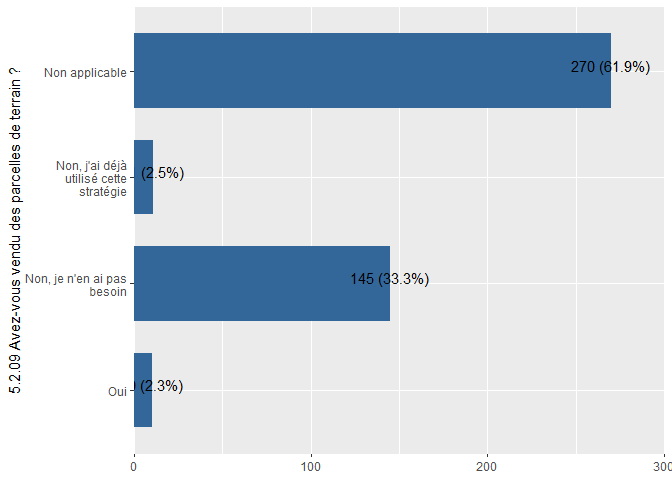 5.2.09 Avez-vous vendu des parcelles de terrain ?
Non applicable
270 (61.9%)
Non, j'ai déjà
utilisé cette
stratégie
(2.5%)
Non, je n'en ai pas
besoin
145 (33.3%)
Oui
(2.3%)
0
100
200
300